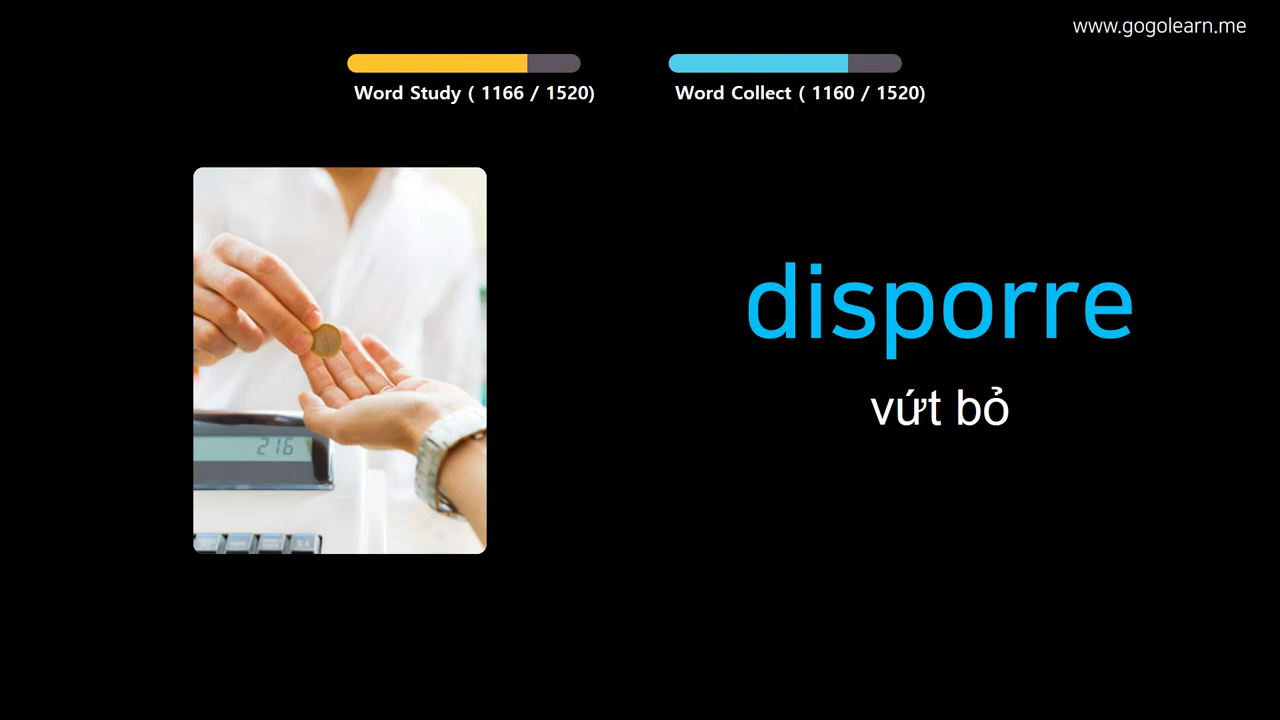 www.gogolearn.me
Word Study ( 1166 / 1520)
Word Collect ( 1160 / 1520)
disporre
vứt bỏ
216